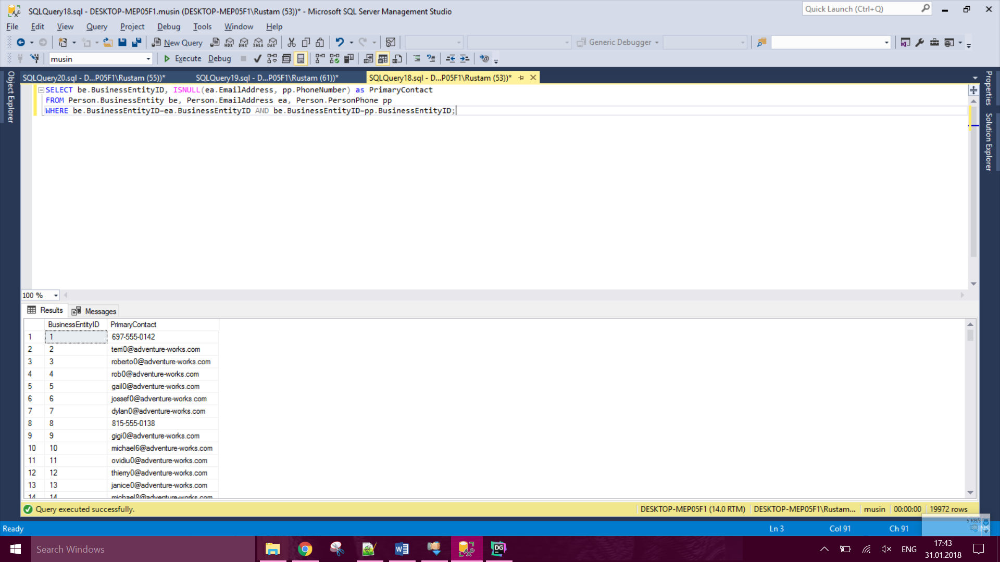 SQLQuery18.sql - DESKTOP-MEP05F1.musin (DESKTOP-MEP05F1\Rustam (53))* - Microsoft SQL Server Management Studio
Quick Launch (Ctrl+Q)
File Edit View Query Project Debug Tools Window Help
New Query MDX DMX XMLA DAX Generic Debugger
musin Execute Debug
Object Explorer
SQLQuery20.sql - D...P05F1\Rustam (55))* SQLQuery19.sql - D...P05F1\Rustam (61))* SQLQuery18.sql - D...P05F1\Rustam (53))*
Properties
Solution Explorer
SELECT be.BusinessEntityID, ISNULL(ea.EmailAddress, pp.PhoneNumber) as PrimaryContact
FROM Person.BusinessEntity be, Person.EmailAddress ea, Person.PersonPhone pp
WHERE be.BusinessEntityID=ea.BusinessEntityID AND be.BusinessEntityID=pp.BusinessEntityID;
100 %
Results Messages
BusinessEntityID PrimaryContact
1 1 697-555-0142
2 2 terri0@adventure-works.com
3 3 roberto0@adventure-works.com
4 4 rob0@adventure-works.com
5 5 gail0@adventure-works.com
6 6 jossef0@adventure-works.com
7 7 dylan0@adventure-works.com
8 8 815-555-0138
9 9 gigi0@adventure-works.com
10 10 michael6@adventure-works.com
11 11 ovidiu0@adventure-works.com
12 12 thierry0@adventure-works.com
13 13 janice0@adventure-works.com
14 14 michael8@adventure-works.com
Query executed successfully. DESKTOP-MEP05F1 (14.0 RTM) DESKTOP-MEP05F1\Rustam... musin 00:00:00 19972 rows
5 KB/s
Ready Ln 3 Col 91 Ch 91 INS
Search Windows
DG
ENG
17:43
31.01.2018